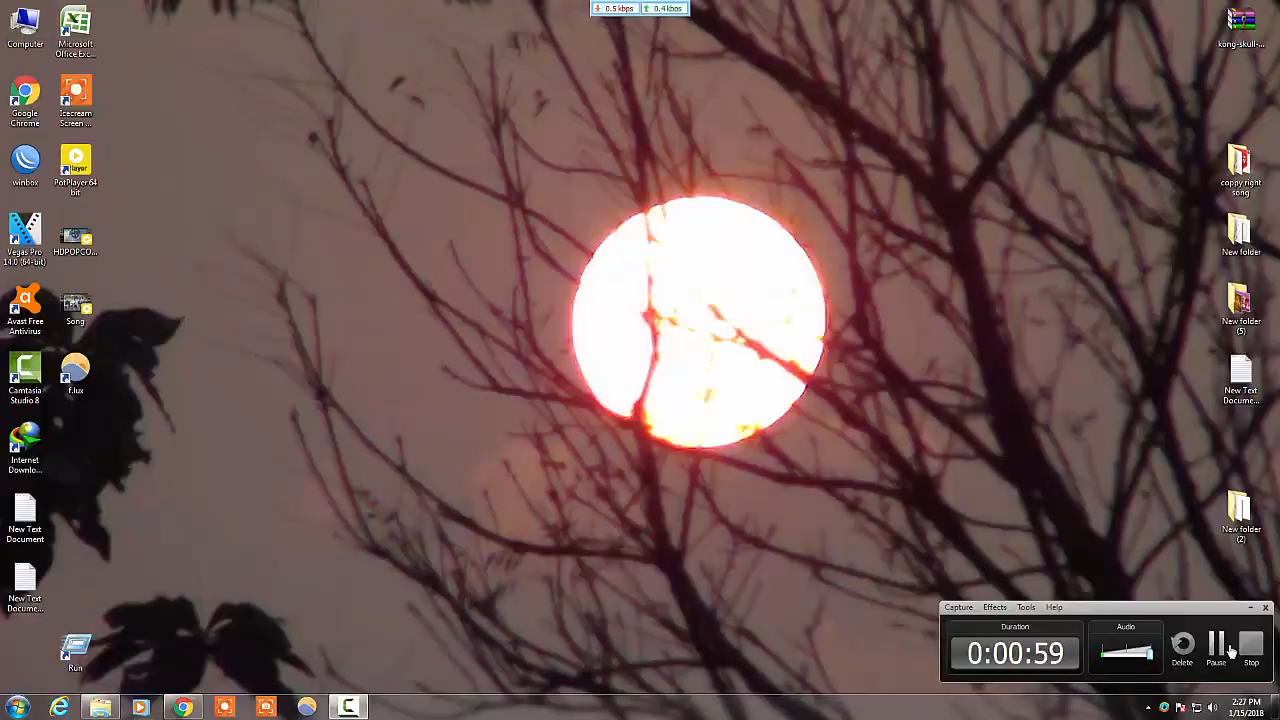 0.5 kbps
0.4 kbps
Computer
Microsoft
Office Exc...
Google
Chrome
Icecream
Screen ...
winbox
PotPlayer 64
bit
Vegas Pro
14.0 (64-bit)
HDPOPCO...
Avast Free
Antivirus
Song
Camtasia
Studio 8
f.lux
Internet
Downlo...
New Text
Document
New Text
Docume...
Run
kong-skull-...
coppy right
song
New folder
New folder
(5)
New Text
Docume...
New folder
(2)
Capture Effects Tools Help
Duration
0:00:59
Audio
Delete
Pause
Stop
2:27 PM
1/15/2018